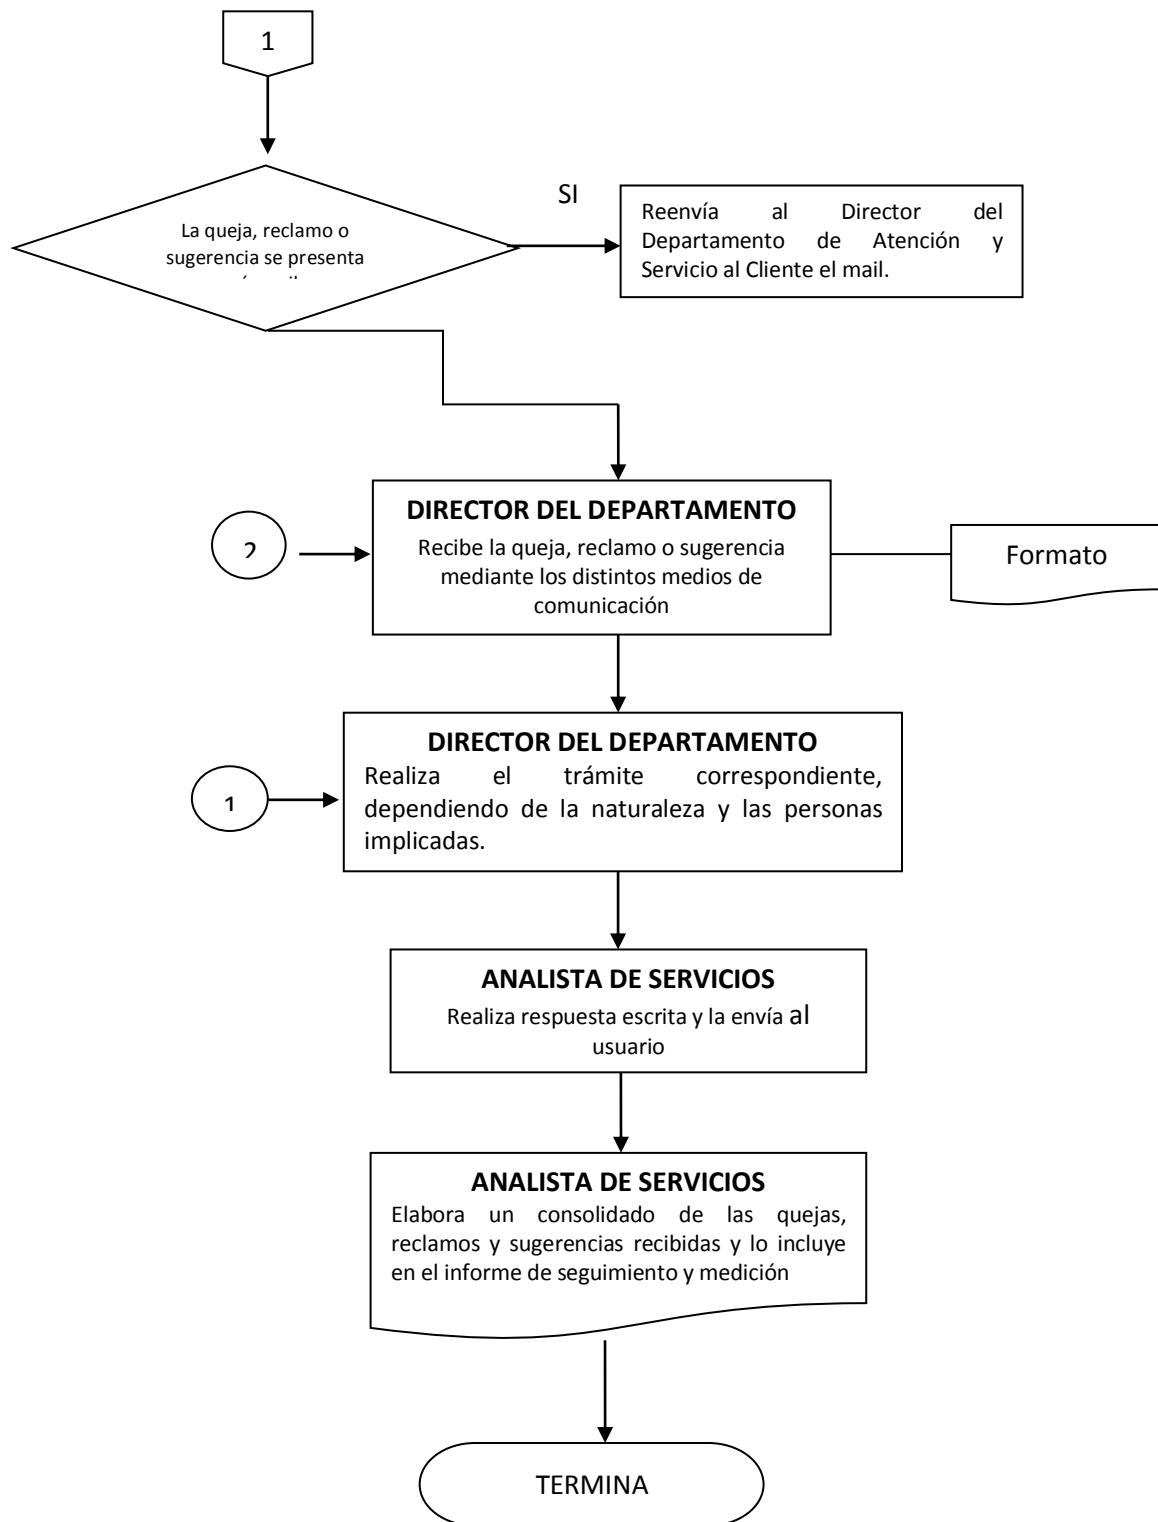 1
La queja, reclamo o
sugerencia se presenta
SI
Reenvía al Director del
Departamento de Atención y
Servicio al Cliente el mail.
DIRECTOR DEL DEPARTAMENTO
Recibe la queja, reclamo o sugerencia
mediante los distintos medios de
comunicación
2
Formato
DIRECTOR DEL DEPARTAMENTO
Realiza el trámite correspondiente,
dependiendo de la naturaleza y las personas
implicadas.
1
ANALISTA DE SERVICIOS
Realiza respuesta escrita y la envía al
usuario
ANALISTA DE SERVICIOS
Elabora un consolidado de las quejas,
reclamos y sugerencias recibidas y lo incluye
en el informe de seguimiento y medición
TERMINA